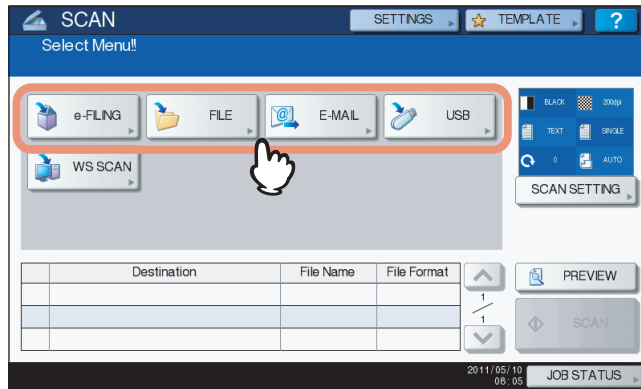 SCAN SETTINGS TEMPLATE ?
Select Menu!!
e-FILING FILE E-MAIL USB
WS SCAN
BLACK 200dpi
TEXT SINGLE
0 AUTO
SCAN SETTING
Destination File Name File Format
1
1
PREVIEW
SCAN
2011/05/10
08:05
JOB STATUS